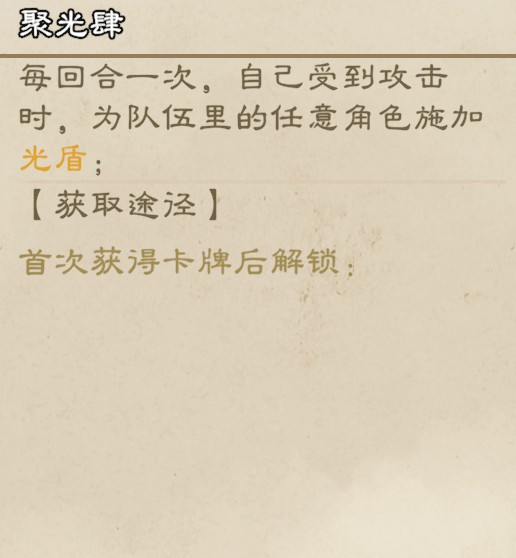 聚光肆
每回合一次，自己受到攻击
时，为队伍里的任意角色施加
光盾；
【获取途径】
首次获得卡牌后解锁；